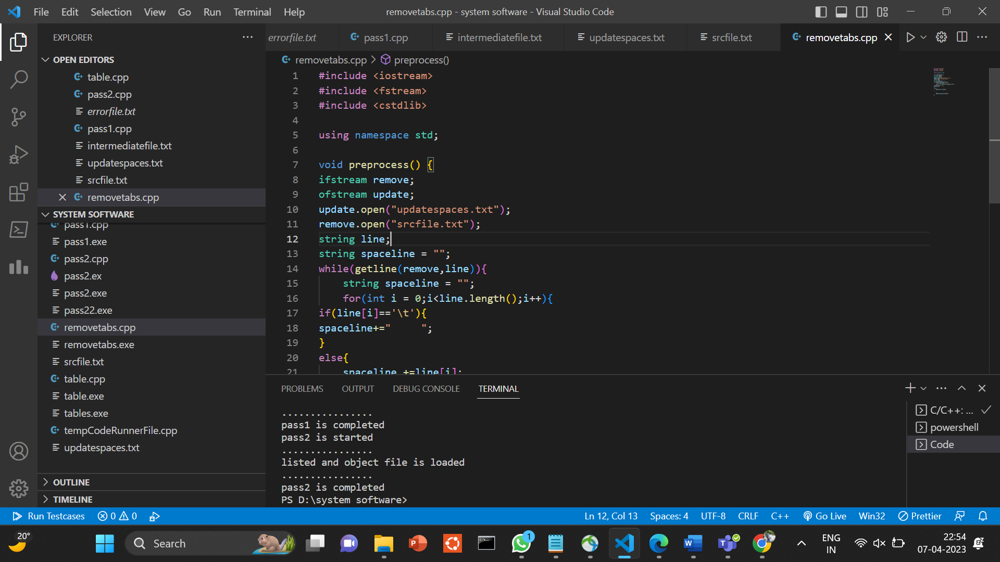 File Edit Selection View Go Run Terminal Help
removetabs.cpp - system software - Visual Studio Code
EXPLORER
OPEN EDITORS
table.cpp
pass2.cpp
errorfile.txt
pass1.cpp
intermediatefile.txt
updatespaces.txt
srcfile.txt
removetabs.cpp
SYSTEM SOFTWARE
pass1.cpp
pass1.exe
pass2.cpp
pass2.ex
pass2.exe
pass22.exe
removetabs.cpp
removetabs.exe
srcfile.txt
table.cpp
table.exe
tables.exe
tempCodeRunnerFile.cpp
updatespaces.txt
OUTLINE
TIMELINE
errorfile.txt pass1.cpp intermediatefile.txt updatespaces.txt srcfile.txt removetabs.cpp
removetabs.cpp > preprocess()
1 #include <iostream>
2 #include <fstream>
3 #include <cstdlib>
4
5 using namespace std;
6
7 void preprocess() {
8 ifstream remove;
9 ofstream update;
10 update.open("updatespaces.txt");
11 remove.open("srcfile.txt");
12 string line;
13 string spaceline = "";
14 while(getline(remove,line)){
15     string spaceline = "";
16     for(int i = 0;i<line.length();i++){
17 if(line[i]=='\t'){
18 spaceline+="     ";
19 }
20 else{
21     spaceline +=line[i];
PROBLEMS OUTPUT DEBUG CONSOLE TERMINAL
................
pass1 is completed
pass2 is started
................
listed and object file is loaded
................
pass2 is completed
PS D:\system software>
C/C++: ...
powershell
Code
Run Testcases 0 0 Ln 12, Col 13 Spaces: 4 UTF-8 CRLF C++ Go Live Win32 Prettier
20°
Search
1
ENG
IN
22:54
07-04-2023